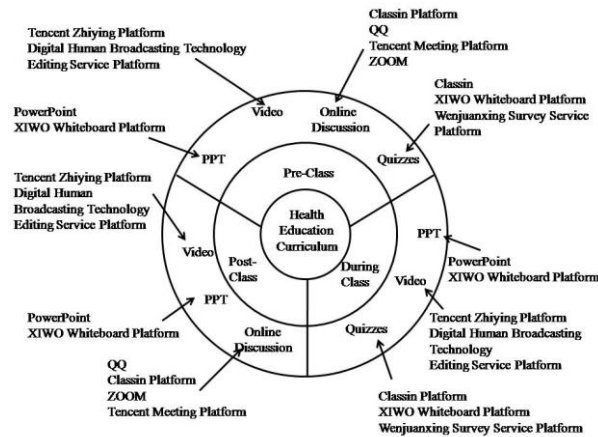 Tencent Zhiying Platform
Digital Human Broadcasting Technology
Editing Service Platform
Classin Platform
QQ
Tencent Meeting Platform
ZOOM
Classin
XIWO Whiteboard Platform
Wenjuanxing Survey Service
Platform
PowerPoint
XIWO Whiteboard Platform
Video
Online
Discussion
PPT
Quizzes
Pre-Class
Tencent Zhiying Platform
Digital Human
Broadcasting Technology
Editing Service Platform
Health
Education
Curriculum
PPT
Video
Post-
Class
During
Class
PowerPoint
XIWO Whiteboard Platform
Video
PPT
PowerPoint
XIWO Whiteboard Platform
Tencent Zhiying Platform
Digital Human Broadcasting
Technology
Editing Service Platform
Online
Discussion
Quizzes
QQ
Classin Platform
ZOOM
Tencent Meeting Platform
Classin Platform
XIWO Whiteboard Platform
Wenjuanxing Survey Service Platform